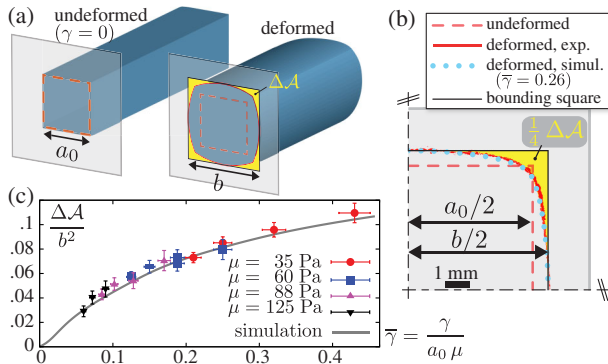 (a)
undeformed
(γ = 0)
deformed
ΔA
a₀
b
(b)
undeformed
deformed, exp.
deformed, simul.
(γ̅ = 0.26)
bounding square
1/4 ΔA
a₀/2
b/2
1 mm
(c)
ΔA/b²
.1
.08
.06
.04
.02
0
μ = 35 Pa
μ = 60 Pa
μ = 88 Pa
μ = 125 Pa
simulation
0 0.1 0.2 0.3 0.4
γ̅ = γ/(a₀ μ)